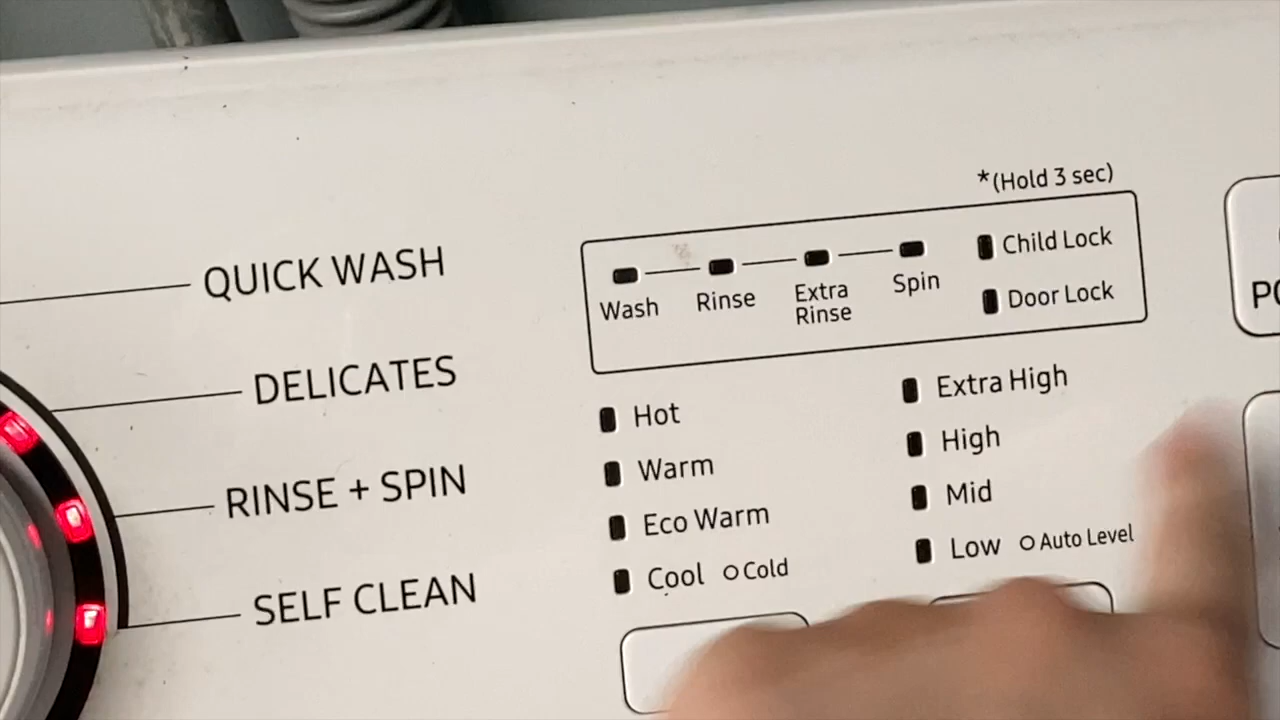 *(Hold 3 sec)
QUICK WASH
Wash Rinse Extra Rinse Spin
Child Lock
Door Lock
DELICATES
RINSE + SPIN
SELF CLEAN
Hot
Warm
Eco Warm
Cool Cold
Extra High
High
Mid
Low Auto Level